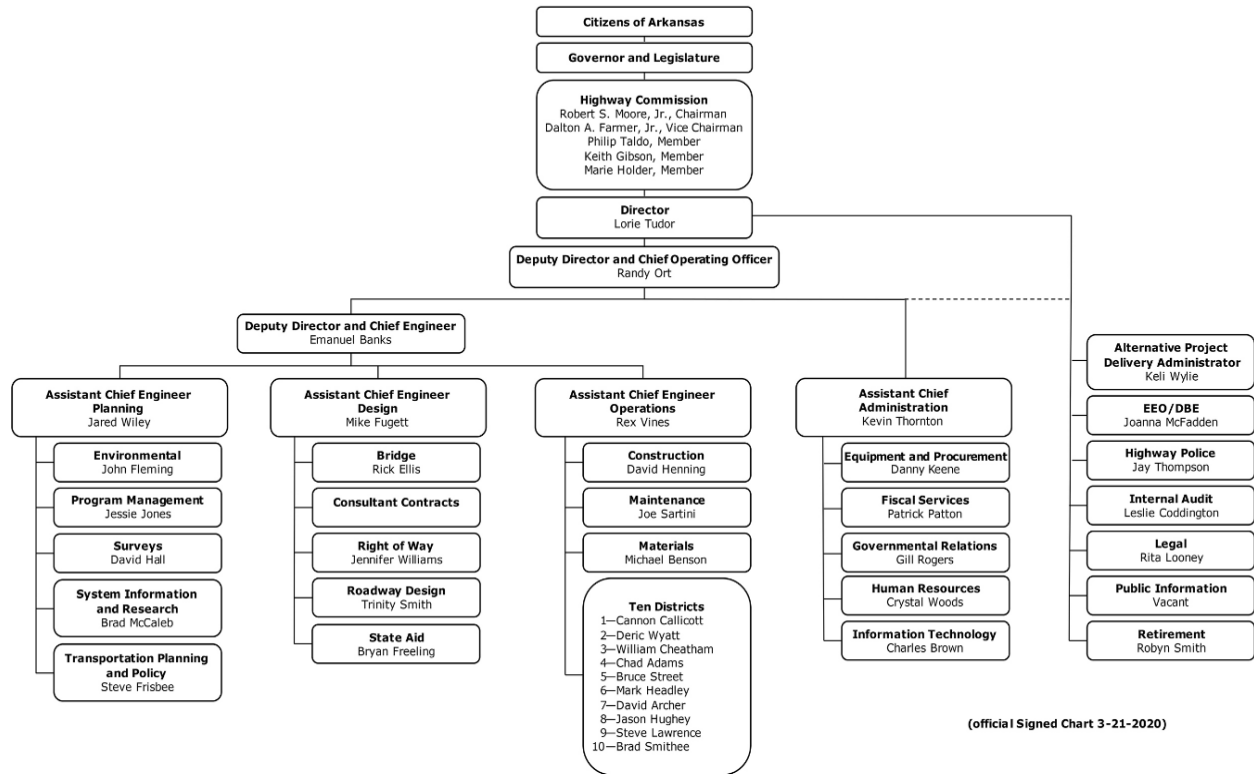 Citizens of Arkansas
Governor and Legislature
Highway Commission
Robert S. Moore, Jr., Chairman
Dalton A. Farmer, Jr., Vice Chairman
Philip Taldo, Member
Keith Gibson, Member
Marie Holder, Member
Director
Lorie Tudor
Deputy Director and Chief Operating Officer
Randy Ort
Deputy Director and Chief Engineer
Emanuel Banks
Assistant Chief Engineer
Planning
Jared Wiley
Environmental
John Fleming
Program Management
Jessie Jones
Surveys
David Hall
System Information
and Research
Brad McCaleb
Transportation Planning
and Policy
Steve Frisbee
Assistant Chief Engineer
Design
Mike Fugett
Bridge
Rick Ellis
Consultant Contracts
Right of Way
Jennifer Williams
Roadway Design
Trinity Smith
State Aid
Bryan Freeling
Assistant Chief Engineer
Operations
Rex Vines
Construction
David Henning
Maintenance
Joe Sartini
Materials
Michael Benson
Ten Districts
1—Cannon Callicott
2—Deric Wyatt
3—William Cheatham
4—Chad Adams
5—Bruce Street
6—Mark Headley
7—David Archer
8—Jason Hughey
9—Steve Lawrence
10—Brad Smithee
Assistant Chief
Administration
Kevin Thornton
Equipment and Procurement
Danny Keene
Fiscal Services
Patrick Patton
Governmental Relations
Gill Rogers
Human Resources
Crystal Woods
Information Technology
Charles Brown
Alternative Project
Delivery Administrator
Keli Wylie
EEO/DBE
Joanna McFadden
Highway Police
Jay Thompson
Internal Audit
Leslie Coddington
Legal
Rita Looney
Public Information
Vacant
Retirement
Robyn Smith
(official Signed Chart 3-21-2020)